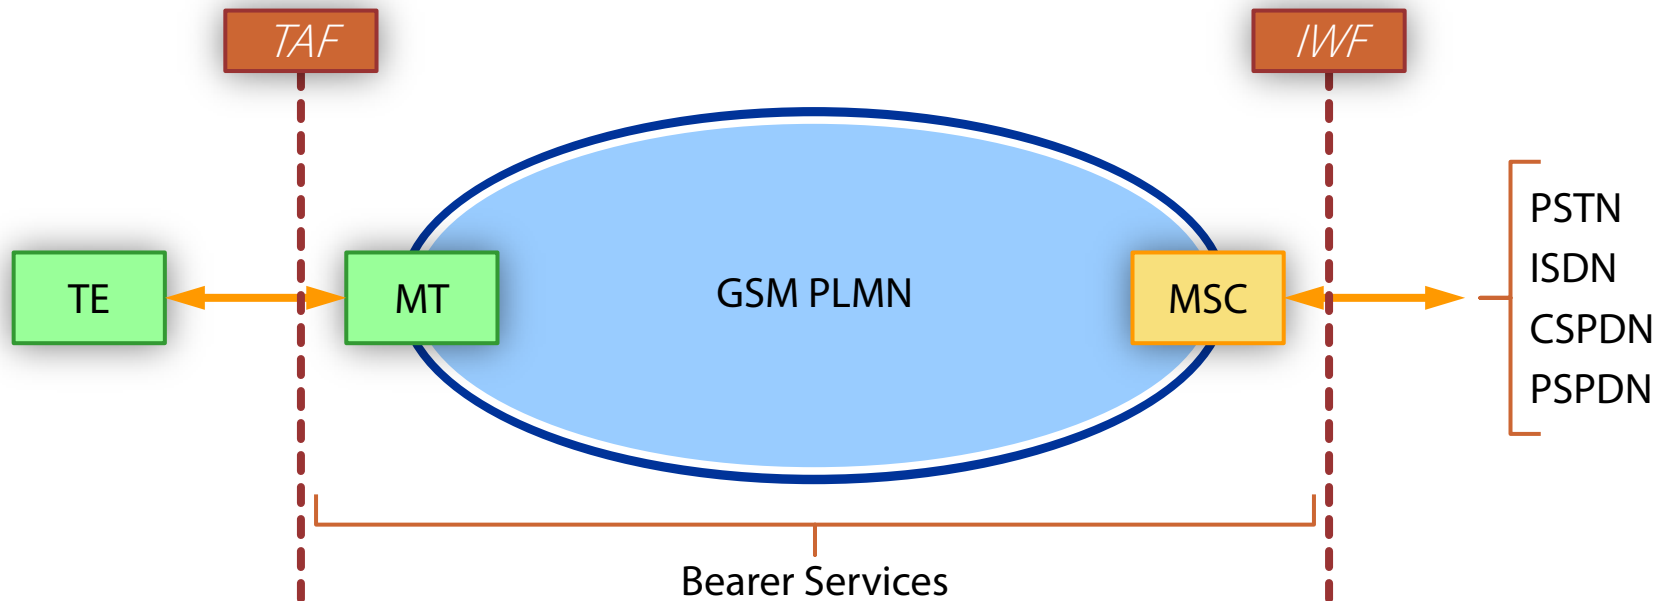 TAF
IWF
TE
MT
GSM PLMN
MSC
PSTN
ISDN
CSPDN
PSPDN
Bearer Services